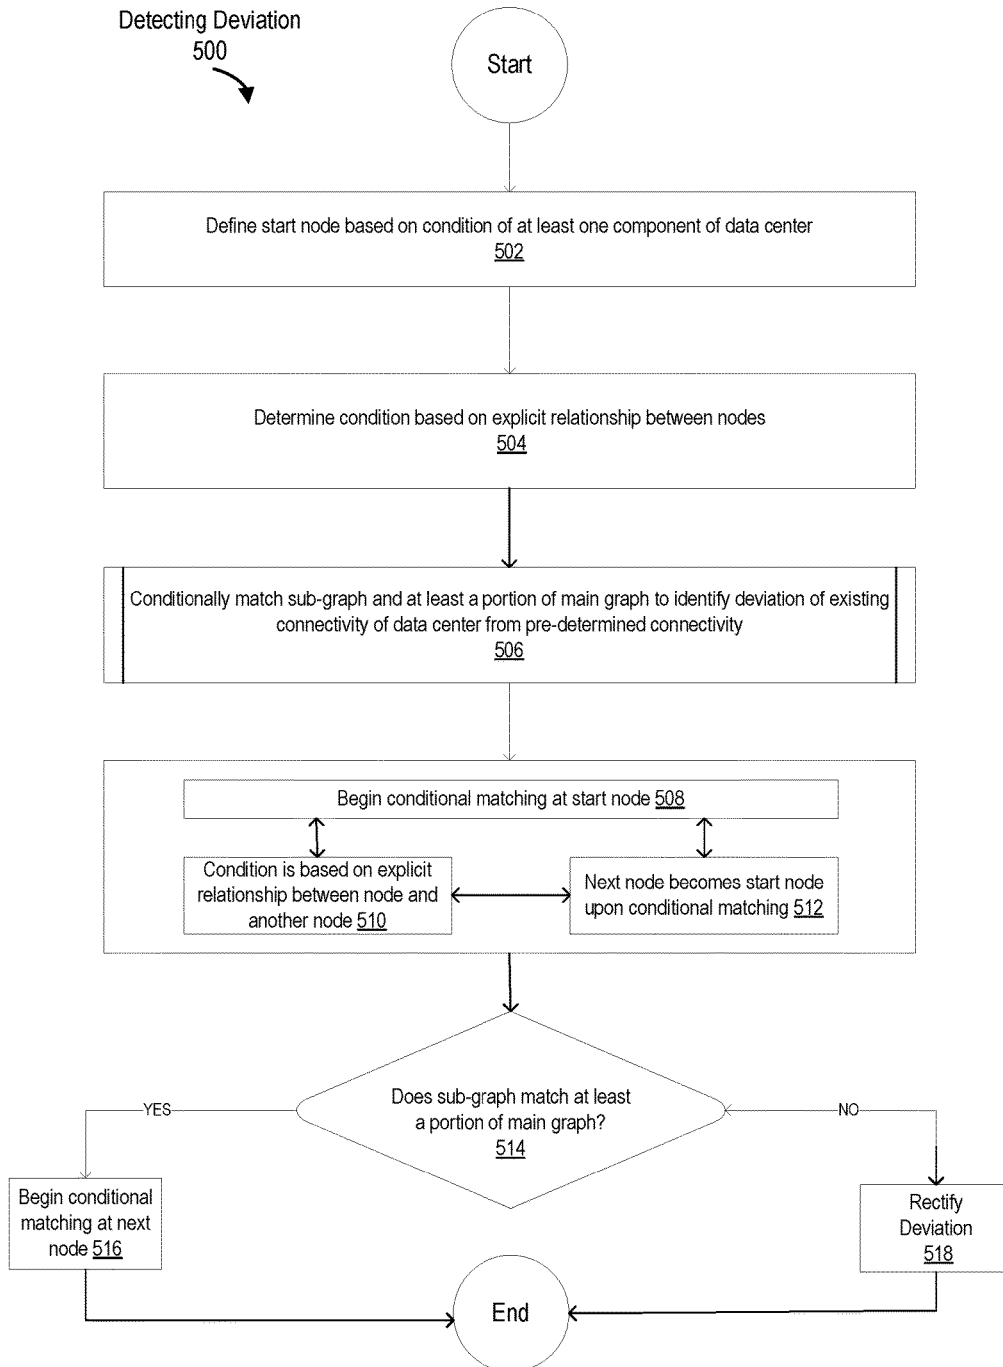 Detecting Deviation
500
Start
Define start node based on condition of at least one component of data center
502
Determine condition based on explicit relationship between nodes
504
Conditionally match sub-graph and at least a portion of main graph to identify deviation of existing
connectivity of data center from pre-determined connectivity
506
Begin conditional matching at start node 508
Condition is based on explicit
relationship between node and
another node 510
Next node becomes start node
upon conditional matching 512
Does sub-graph match at least
a portion of main graph?
514
YES
NO
Begin conditional
matching at next
node 516
Rectify
Deviation
518
End